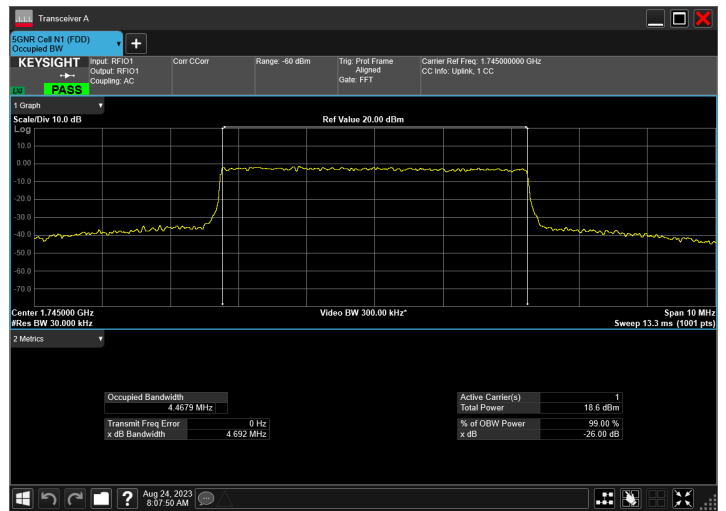 Transceiver A
5GNR Cell N1 (FDD)
Occupied BW
KEYSIGHT
LXI
PASS
Input: RFIO1
Output: RFIO1
Coupling: AC
Corr CCorr
Range: -60 dBm
Trig: Prot Frame
Aligned
Gate: FFT
Carrier Ref Freq: 1.745000000 GHz
CC Info: Uplink, 1 CC
1 Graph
Scale/Div 10.0 dB
Ref Value 20.00 dBm
Log
10.0
0.00
-10.0
-20.0
-30.0
-40.0
-50.0
-60.0
-70.0
Center 1.745000 GHz
Video BW 300.00 kHz*
Span 10 MHz
#Res BW 30.000 kHz
Sweep 13.3 ms (1001 pts)
2 Metrics
Occupied Bandwidth
4.4679 MHz
Transmit Freq Error 0 Hz
x dB Bandwidth 4.692 MHz
Active Carrier(s) 1
Total Power 18.6 dBm
% of OBW Power 99.00 %
x dB -26.00 dB
?
Aug 24, 2023
8:07:50 AM